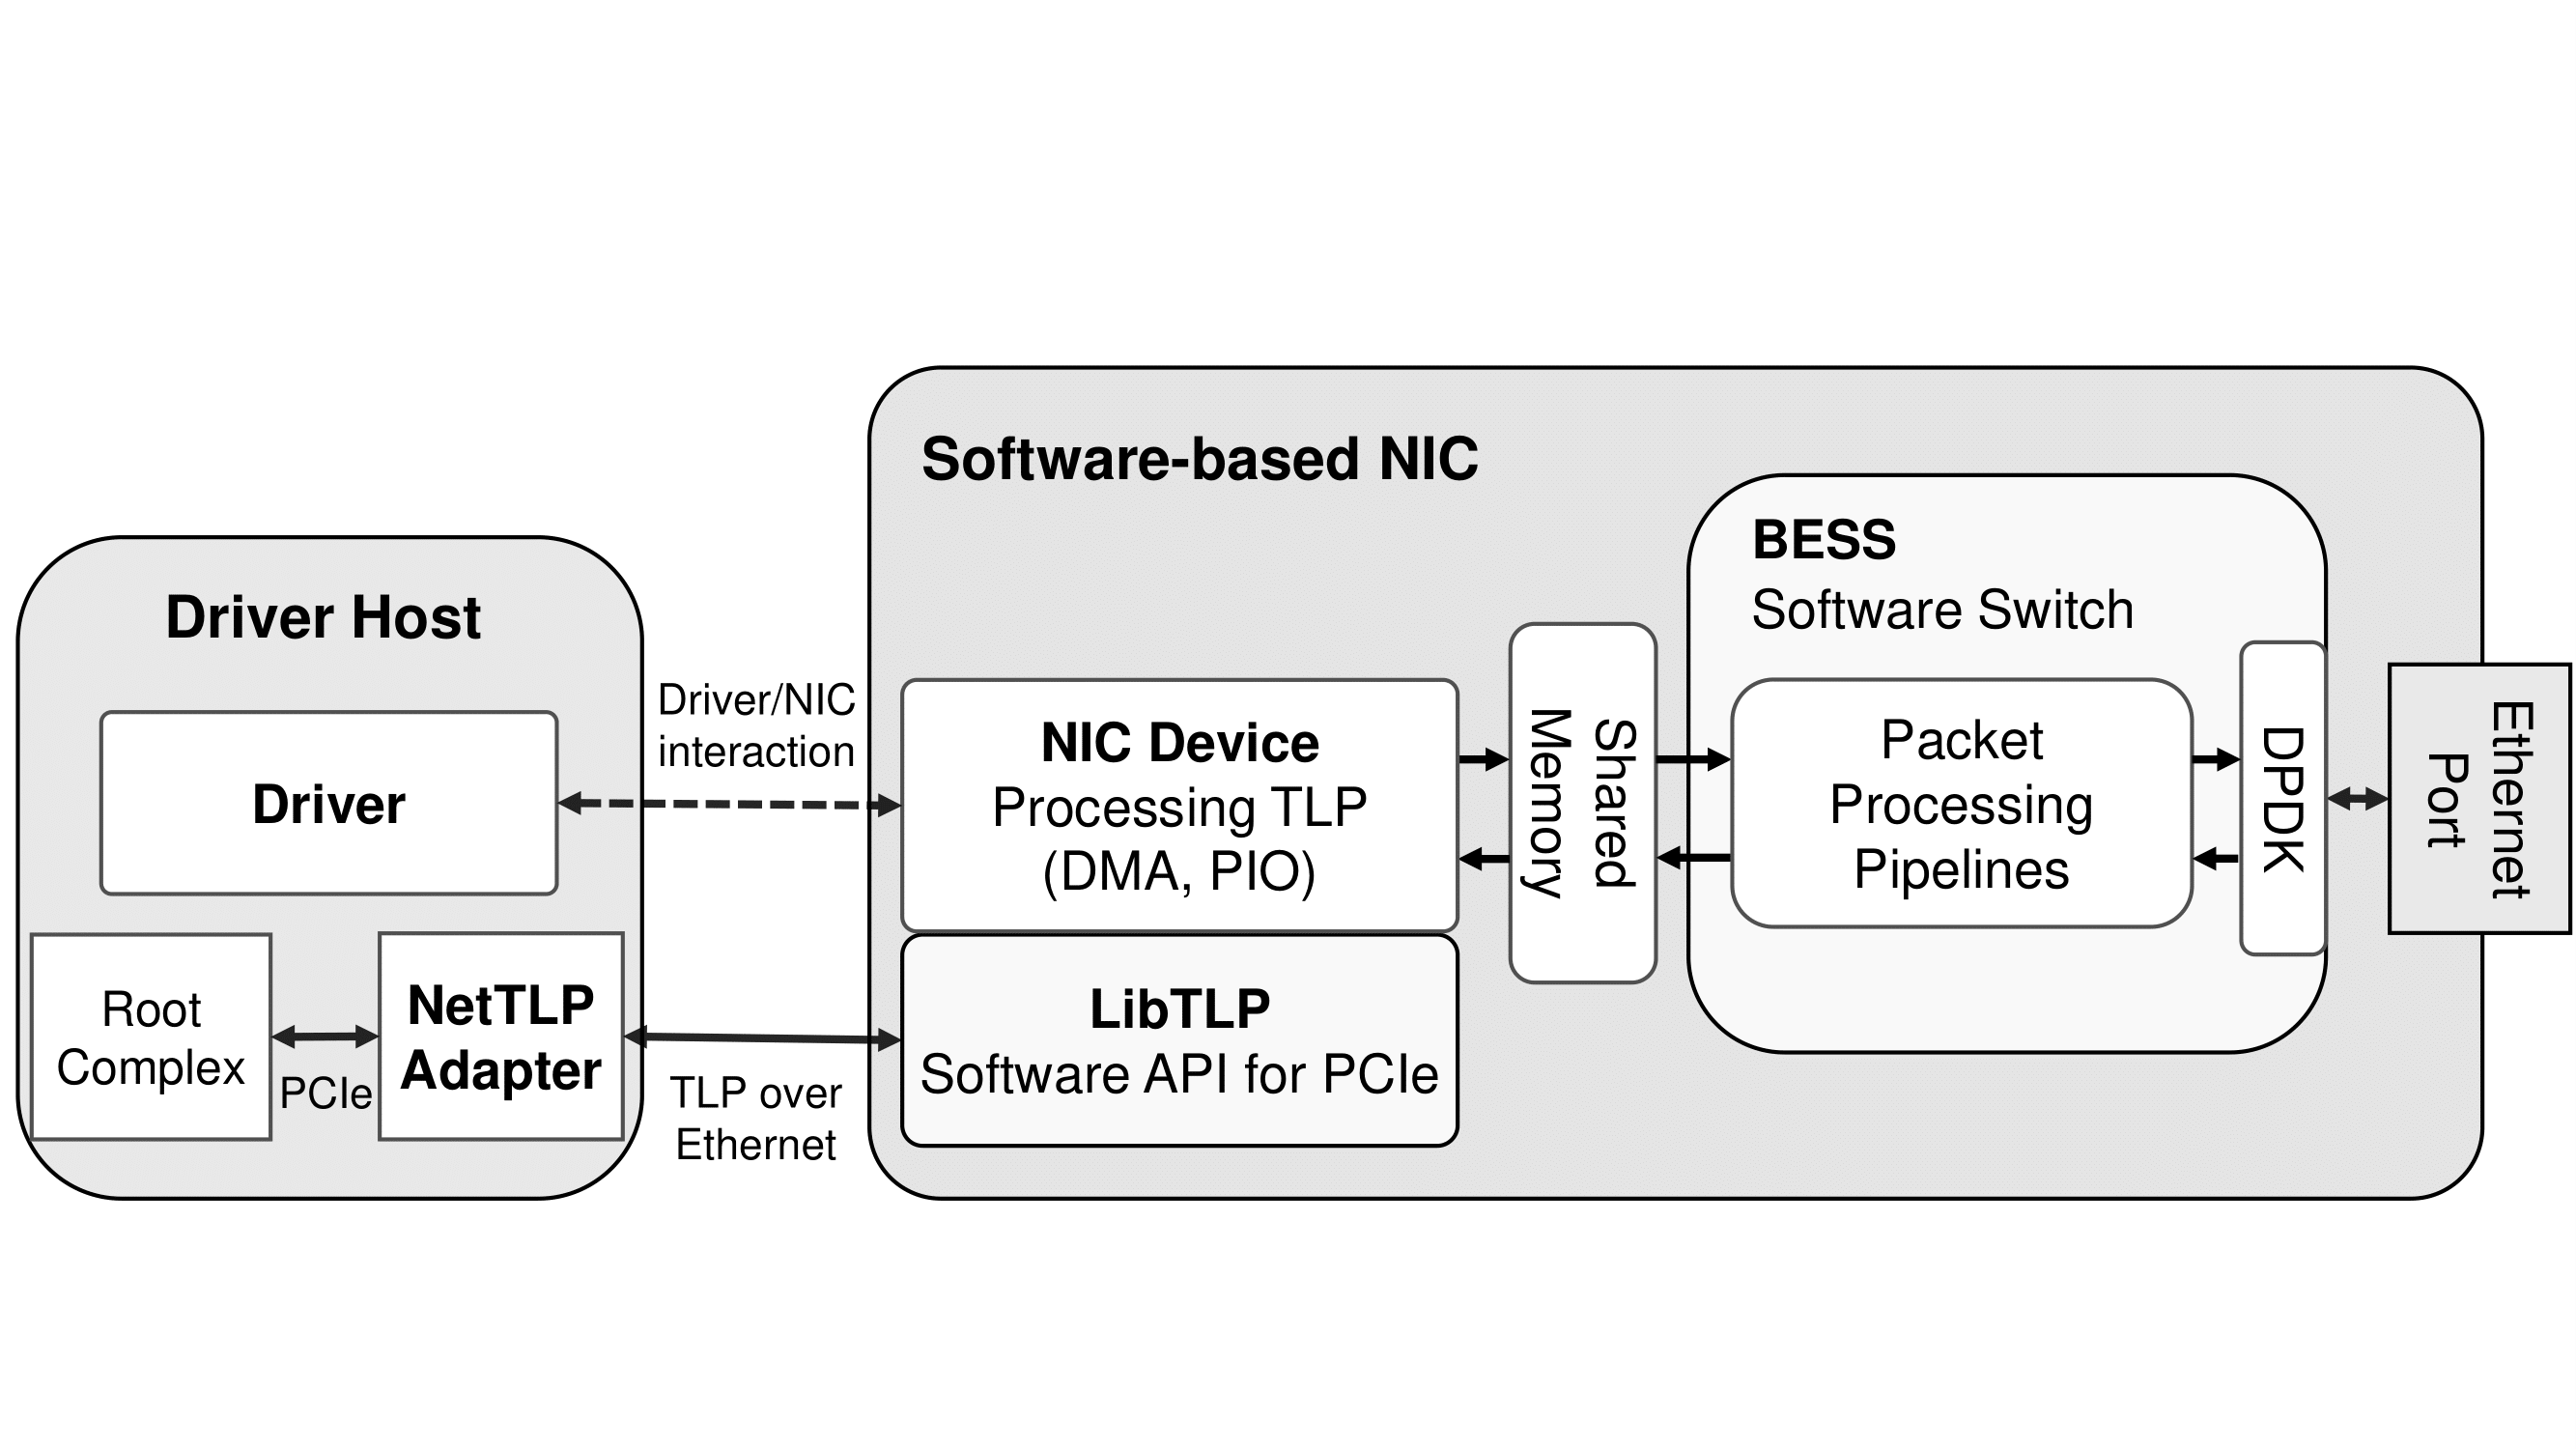 Driver Host
Driver
Root
Complex
PCIe
NetTLP
Adapter
Driver/NIC
interaction
TLP over
Ethernet
Software-based NIC
NIC Device
Processing TLP
(DMA, PIO)
LibTLP
Software API for PCIe
Shared
Memory
BESS
Software Switch
Packet
Processing
Pipelines
DPDK
Ethernet
Port